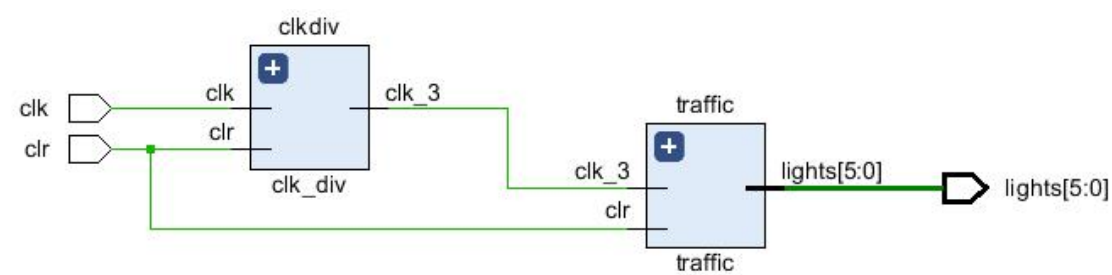 clkdiv
clk
clk
clk_3
clr
clr
clk_div
traffic
clk_3
clr
lights[5:0]
lights[5:0]
traffic